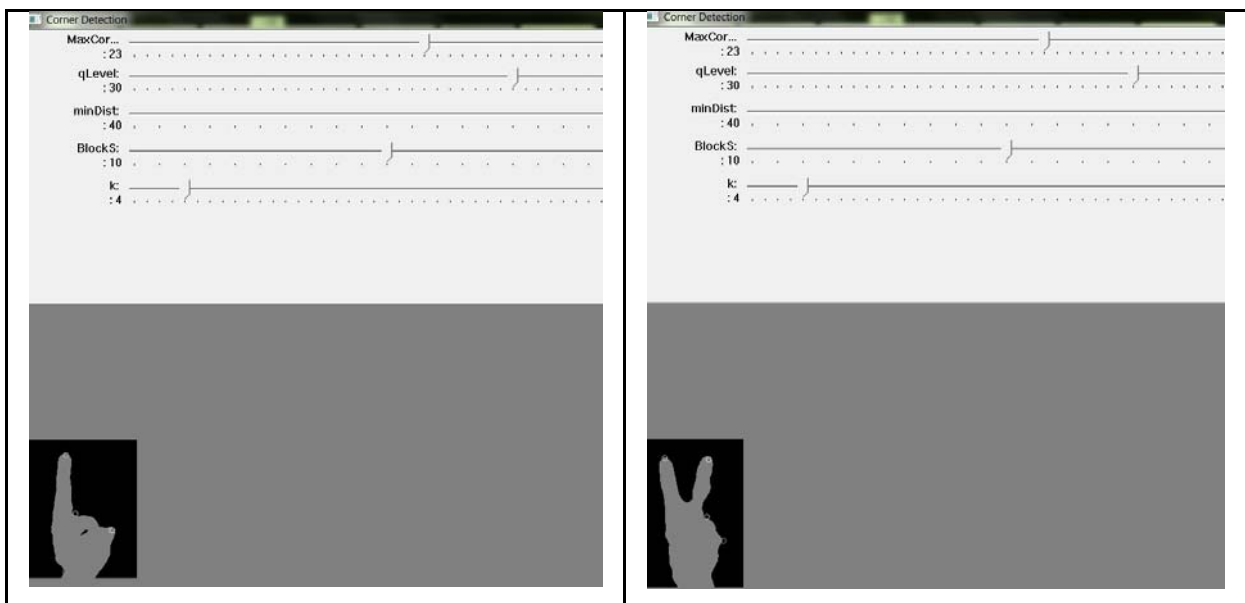 Corner Detection
MaxCor...
: 23
qLevel:
: 30
minDist:
: 40
BlockS:
: 10
k:
: 4
Corner Detection
MaxCor...
: 23
qLevel:
: 30
minDist:
: 40
BlockS:
: 10
k:
: 4